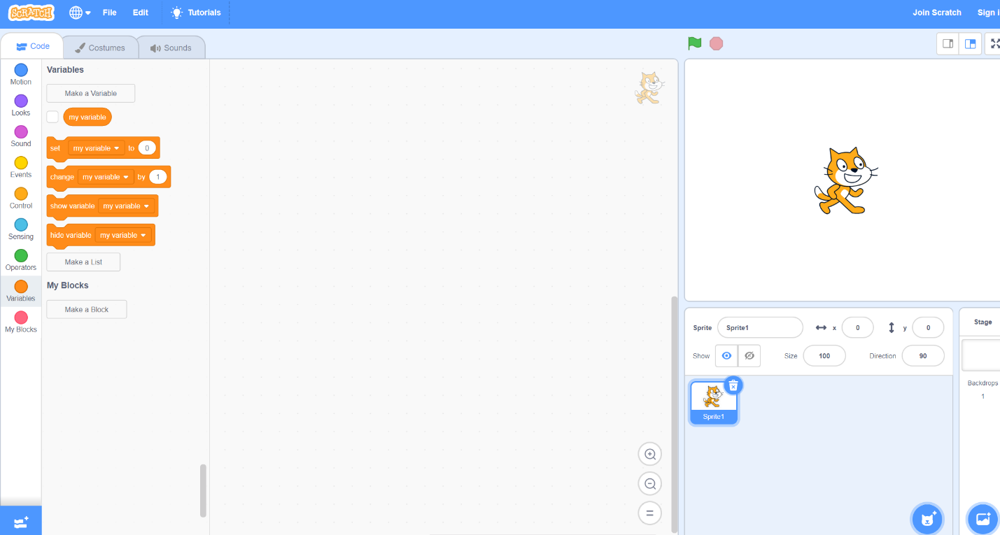 SCRATCH File Edit Tutorials Join Scratch Sign i
Code Costumes Sounds
Motion
Looks
Sound
Events
Control
Sensing
Operators
Variables
My Blocks
Variables
Make a Variable
my variable
set my variable to 0
change my variable by 1
show variable my variable
hide variable my variable
Make a List
My Blocks
Make a Block
Sprite Sprite1 x 0 y 0
Show Size 100 Direction 90
Sprite1
Stage
Backdrops
1